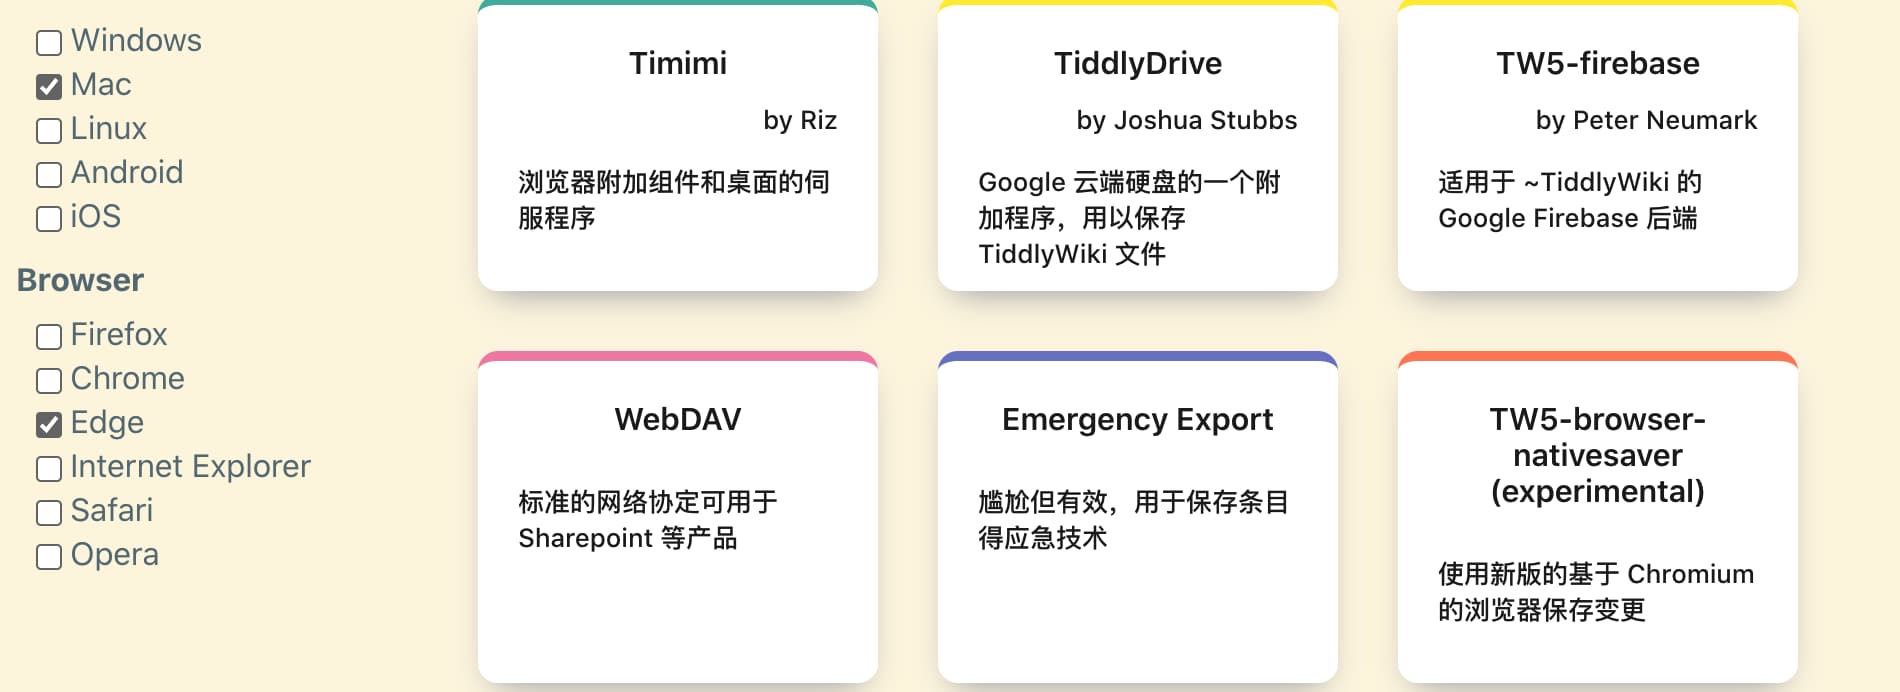 Windows
Mac
Linux
Android
iOS
Browser
Firefox
Chrome
Edge
Internet Explorer
Safari
Opera
Timimi
by Riz
浏览器附加组件和桌面的伺
服程序
TiddlyDrive
by Joshua Stubbs
Google 云端硬盘的一个附
加程序，用以保存
TiddlyWiki 文件
TW5-firebase
by Peter Neumark
适用于 ~TiddlyWiki 的
Google Firebase 后端
WebDAV
标准的网络协定可用于
Sharepoint 等产品
Emergency Export
尴尬但有效，用于保存条目
得应急技术
TW5-browser-
nativesaver
(experimental)
使用新版的基于 Chromium
的浏览器保存变更